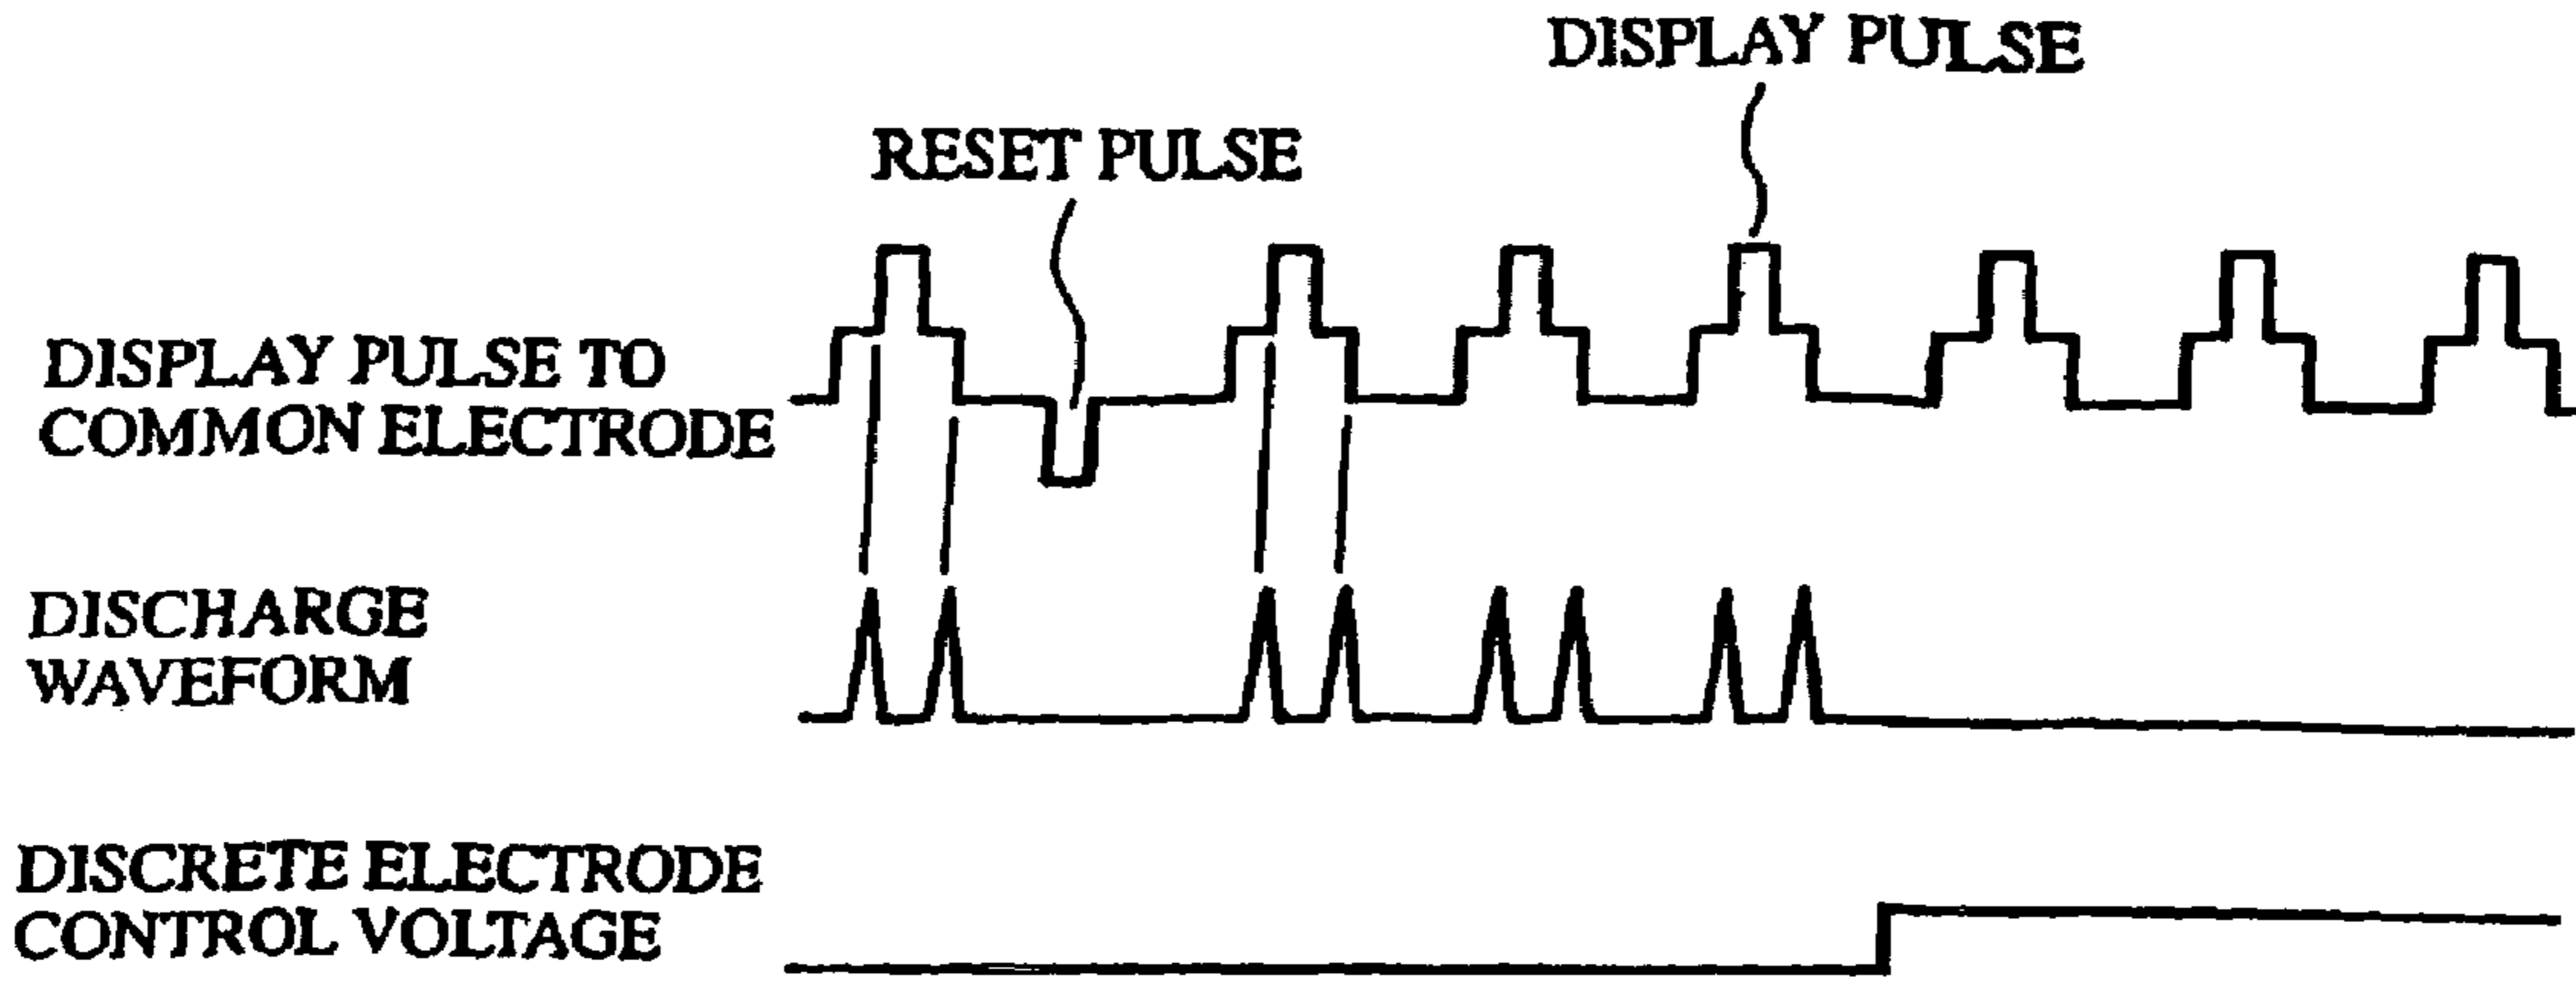 DISPLAY PULSE
RESET PULSE
DISPLAY PULSE TO
COMMON ELECTRODE
DISCHARGE
WAVEFORM
DISCRETE ELECTRODE
CONTROL VOLTAGE